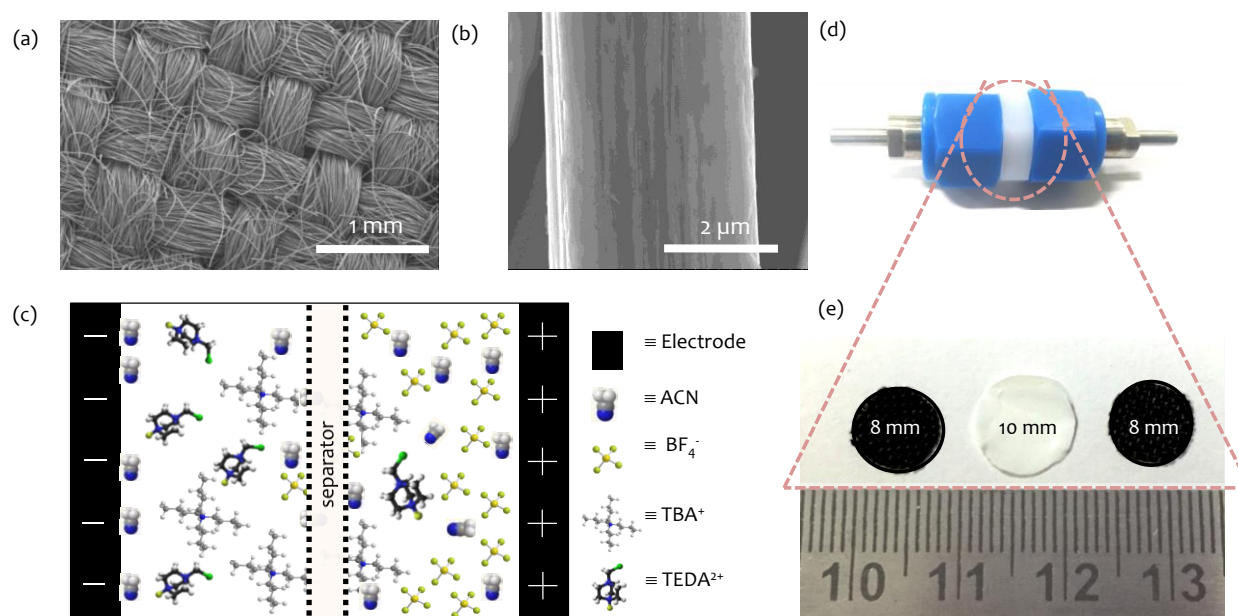 (a)
1 mm
(b)
2 µm
(d)
(c)
separator
≡ Electrode
≡ ACN
≡ BF₄⁻
≡ TBA⁺
≡ TEDA²⁺
(e)
8 mm
10 mm
8 mm
10 11 12 13